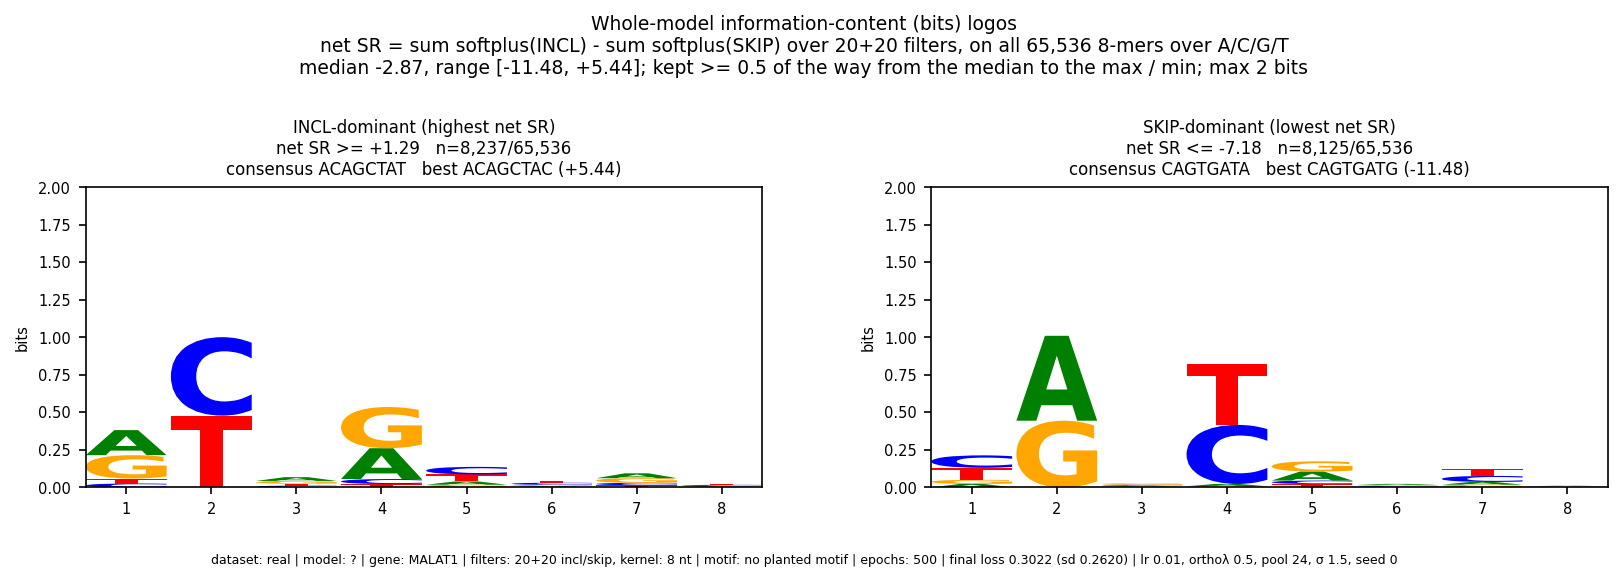 Whole-model information-content (bits) logos
net SR = sum softplus(INCL) - sum softplus(SKIP) over 20+20 filters, on all 65,536 8-mers over A/C/G/T
median -2.87, range [-11.48, +5.44]; kept >= 0.5 of the way from the median to the max / min; max 2 bits
INCL-dominant (highest net SR)
net SR >= +1.29   n=8,237/65,536
consensus ACAGCTAT   best ACAGCTAC (+5.44)
2.00
1.75
1.50
1.25
1.00
0.75
0.50
0.25
0.00
bits
A G T C
C T
G A C T
C T A
1 2 3 4 5 6 7 8
SKIP-dominant (lowest net SR)
net SR <= -7.18   n=8,125/65,536
consensus CAGTGATA   best CAGTGATG (-11.48)
2.00
1.75
1.50
1.25
1.00
0.75
0.50
0.25
0.00
bits
C T G A
A G
T C
G A C T
T C A
1 2 3 4 5 6 7 8
dataset: real | model: ? | gene: MALAT1 | filters: 20+20 incl/skip, kernel: 8 nt | motif: no planted motif | epochs: 500 | final loss 0.3022 (sd 0.2620) | lr 0.01, orthoλ 0.5, pool 24, σ 1.5, seed 0